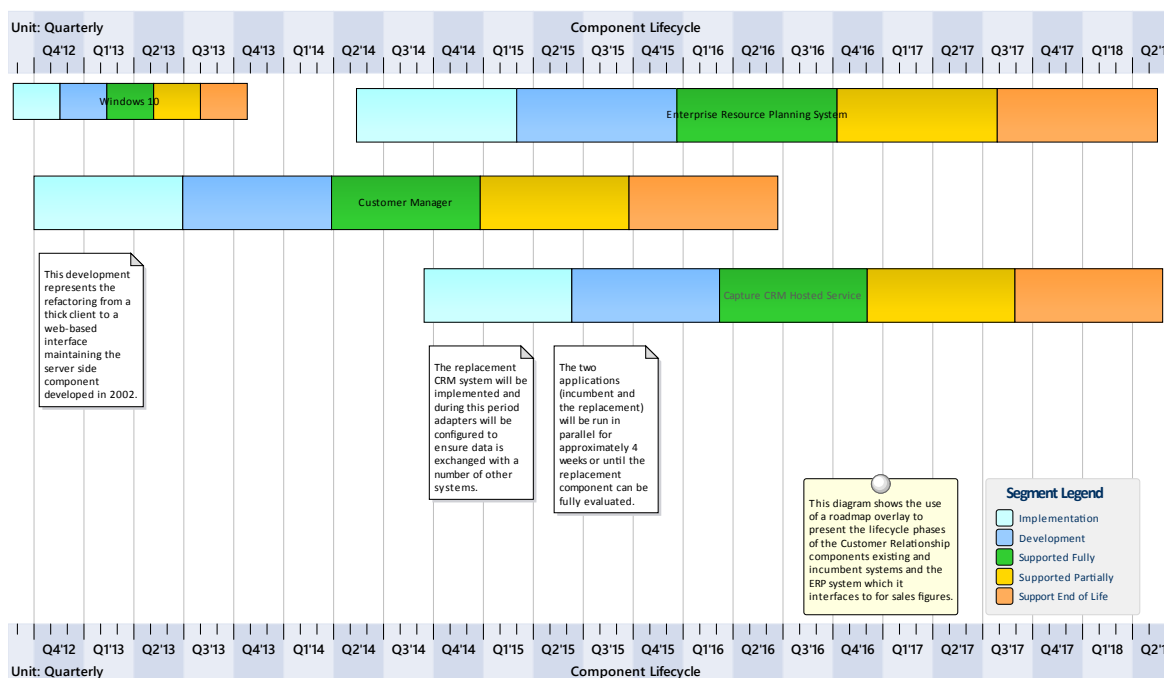 Unit: Quarterly Component Lifecycle
Q4'12 Q1'13 Q2'13 Q3'13 Q4'13 Q1'14 Q2'14 Q3'14 Q4'14 Q1'15 Q2'15 Q3'15 Q4'15 Q1'16 Q2'16 Q3'16 Q4'16 Q1'17 Q2'17 Q3'17 Q4'17 Q1'18
Windows 10
Enterprise Resource Planning System
Customer Manager
This development
represents the
refactoring from a
thick client to a
web-based
interface
maintaining the
server side
component
developed in 2002.
Capture CRM Hosted Service
The replacement
CRM system will be
implemented and
during this period
adapters will be
configured to
ensure data is
exchanged with a
number of other
systems.
The two
applications
(incumbent and
the replacement)
will be run in
parallel for
approximately 4
weeks or until the
replacement
component can be
fully evaluated.
This diagram shows the use
of a roadmap overlay to
present the lifecycle phases
of the Customer Relationship
components existing and
incumbent systems and the
ERP system which it
interfaces to for sales figures.
Segment Legend
Implementation
Development
Supported Fully
Supported Partially
Support End of Life
Q4'12 Q1'13 Q2'13 Q3'13 Q4'13 Q1'14 Q2'14 Q3'14 Q4'14 Q1'15 Q2'15 Q3'15 Q4'15 Q1'16 Q2'16 Q3'16 Q4'16 Q1'17 Q2'17 Q3'17 Q4'17 Q1'18
Unit: Quarterly Component Lifecycle